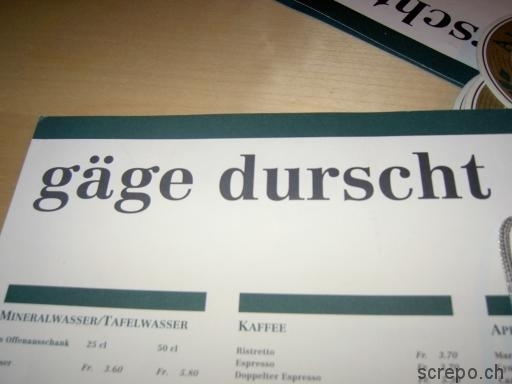 gäge durscht
MINERALWASSER/TAFELWASSER
Offenausschank 25 cl 50 cl
Fr. 3.60 Fr. 5.80
KAFFEE
Ristretto Fr. 3.70
Espresso
Doppelter Espresso
screpo.ch